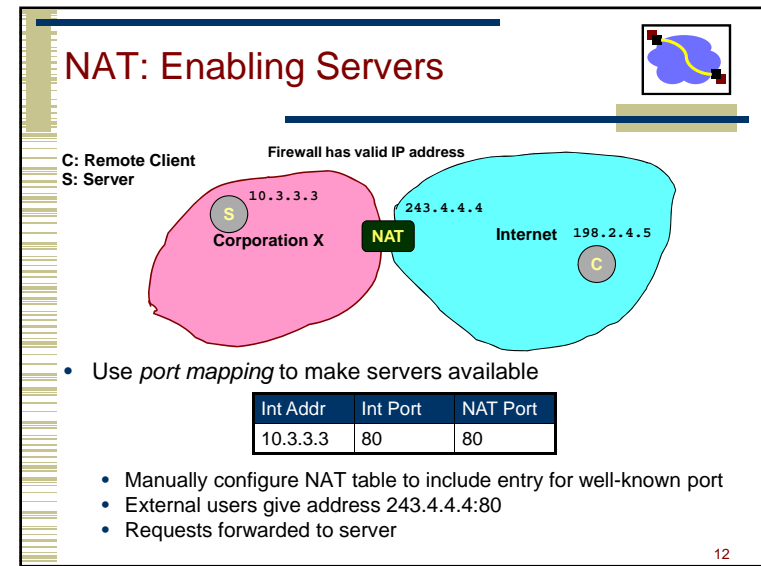 NAT: Enabling Servers
C: Remote Client
S: Server
Firewall has valid IP address
10.3.3.3
S
Corporation X
NAT
243.4.4.4
Internet
198.2.4.5
C
• Use port mapping to make servers available
Int Addr Int Port NAT Port
10.3.3.3 80 80
• Manually configure NAT table to include entry for well-known port
• External users give address 243.4.4.4:80
• Requests forwarded to server
12